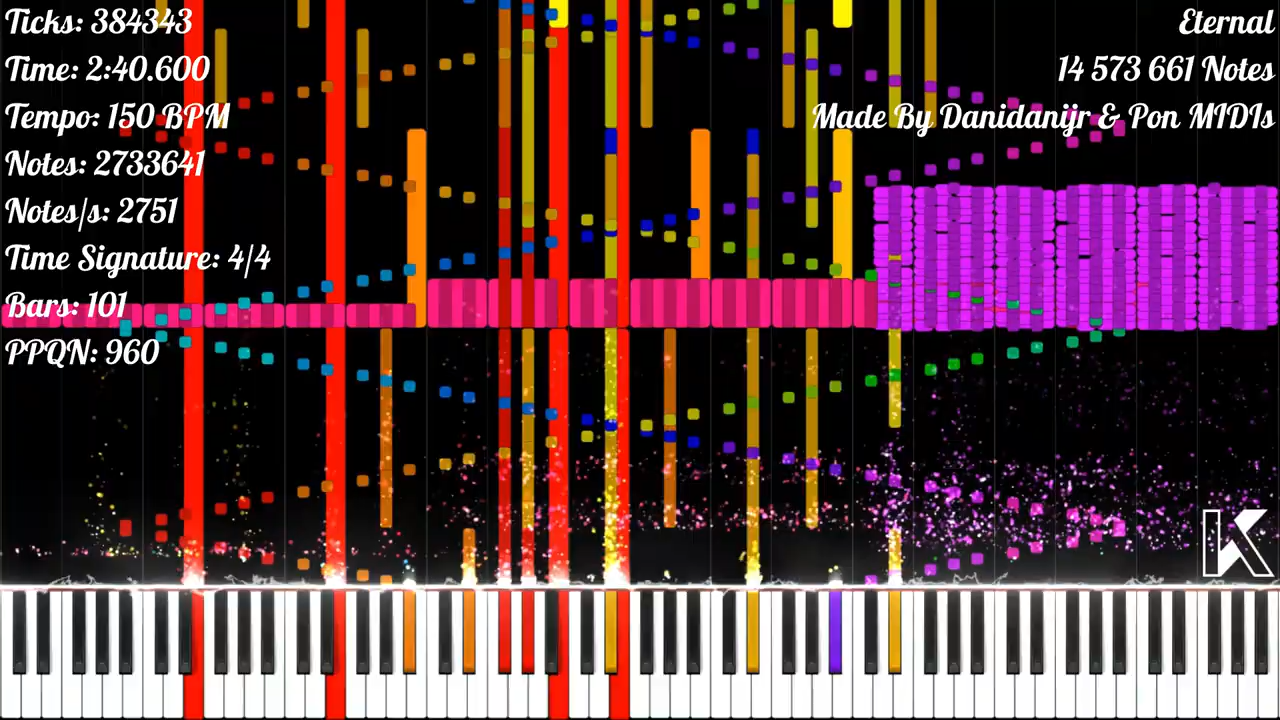 Ticks: 384343
Time: 2:40.600
Tempo: 150 BPM
Notes: 2733641
Notes/s: 2751
Time Signature: 4/4
Bars: 101
PPQN: 960
Eternal
14 573 661 Notes
Made By Danidanijr & Pon MIDIs
K